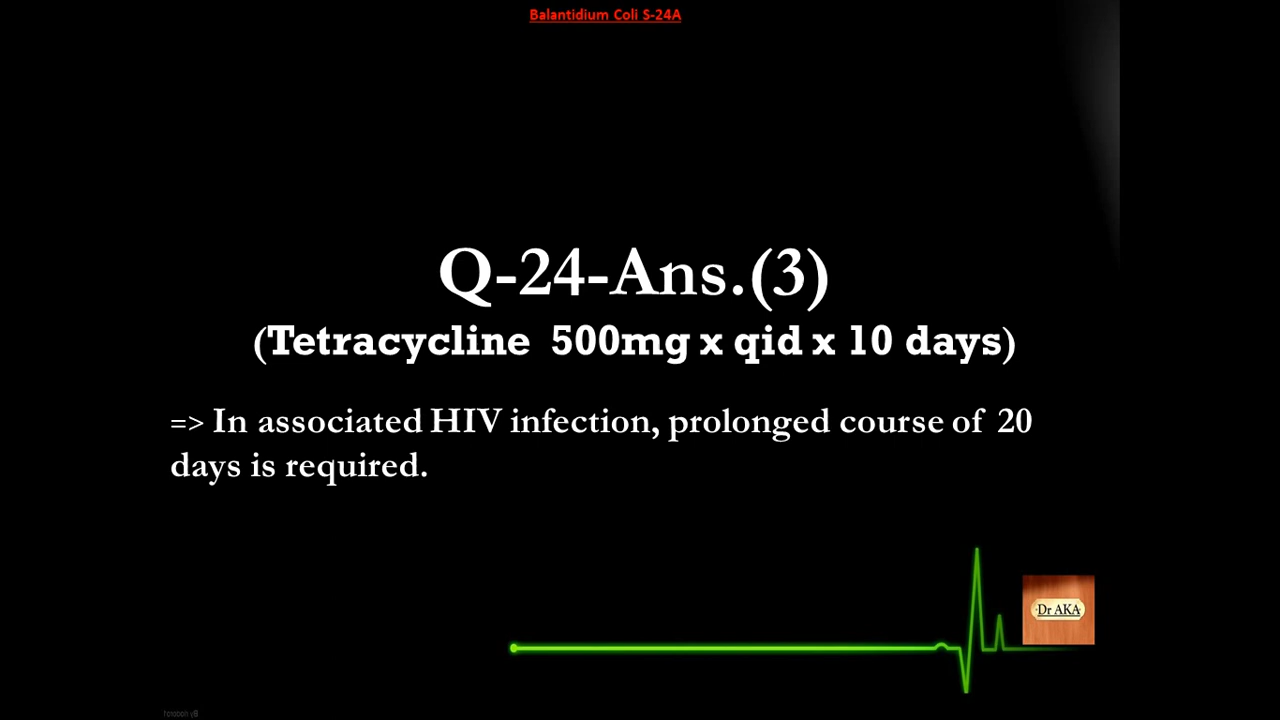 Balantidium Coli S-24A
Q-24-Ans.(3)
(Tetracycline 500mg x qid x 10 days)
=> In associated HIV infection, prolonged course of 20
days is required.
Dr AKA